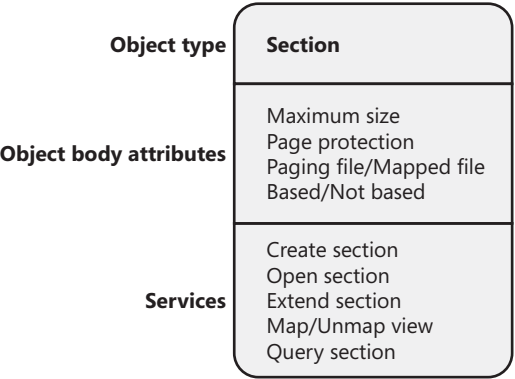 Object type Section
Maximum size
Page protection
Object body attributes Paging file/Mapped file
Based/Not based
Create section
Open section
Services Extend section
Map/Unmap view
Query section